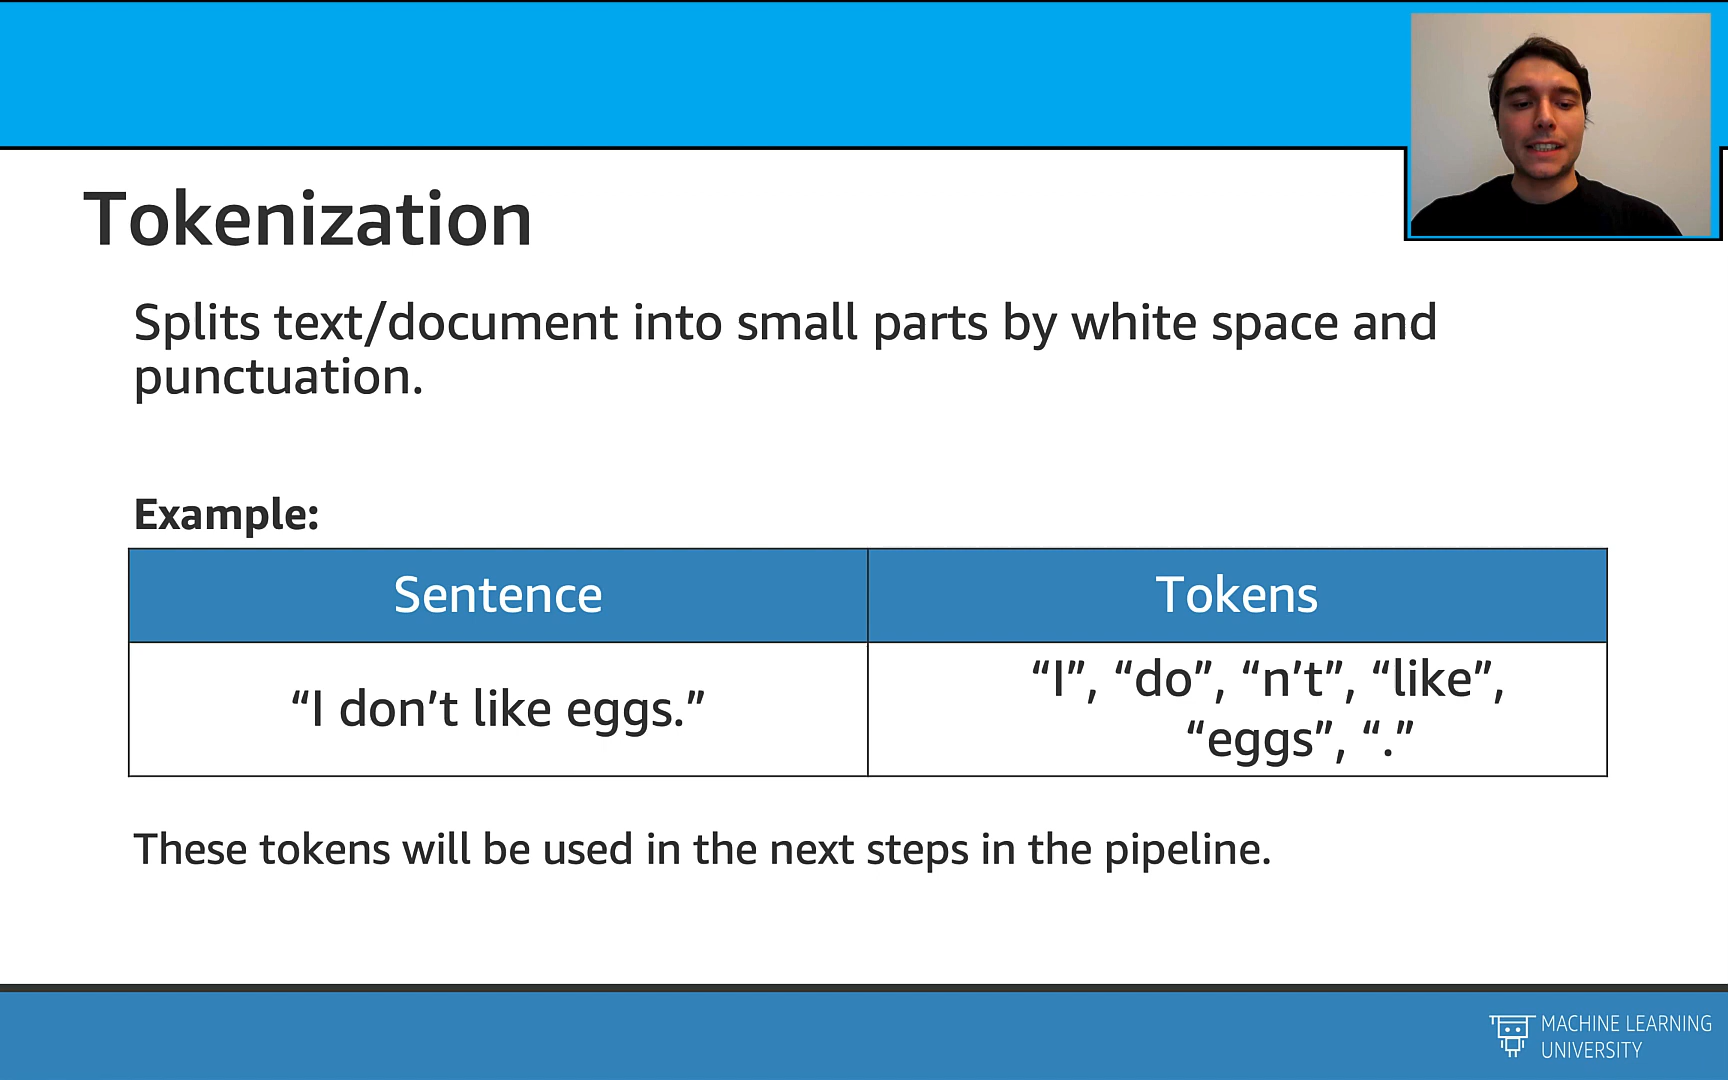 Tokenization
Splits text/document into small parts by white space and
punctuation.
Example:
Sentence
Tokens
“I don’t like eggs.”
“I”, “do”, “n’t”, “like”,
“eggs”, “.”
These tokens will be used in the next steps in the pipeline.
MACHINE LEARNING
UNIVERSITY